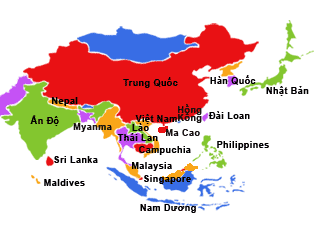 Trung Quốc
Hàn Quốc
Nhật Bản
Nepal
Hồng
Kông
Ấn Độ
Myanma
Việt Nam
Đài Loan
Lào
Ma Cao
Thái Lan
Philippines
Campuchia
Sri Lanka
Malaysia
Maldives
Singapore
Nam Dương